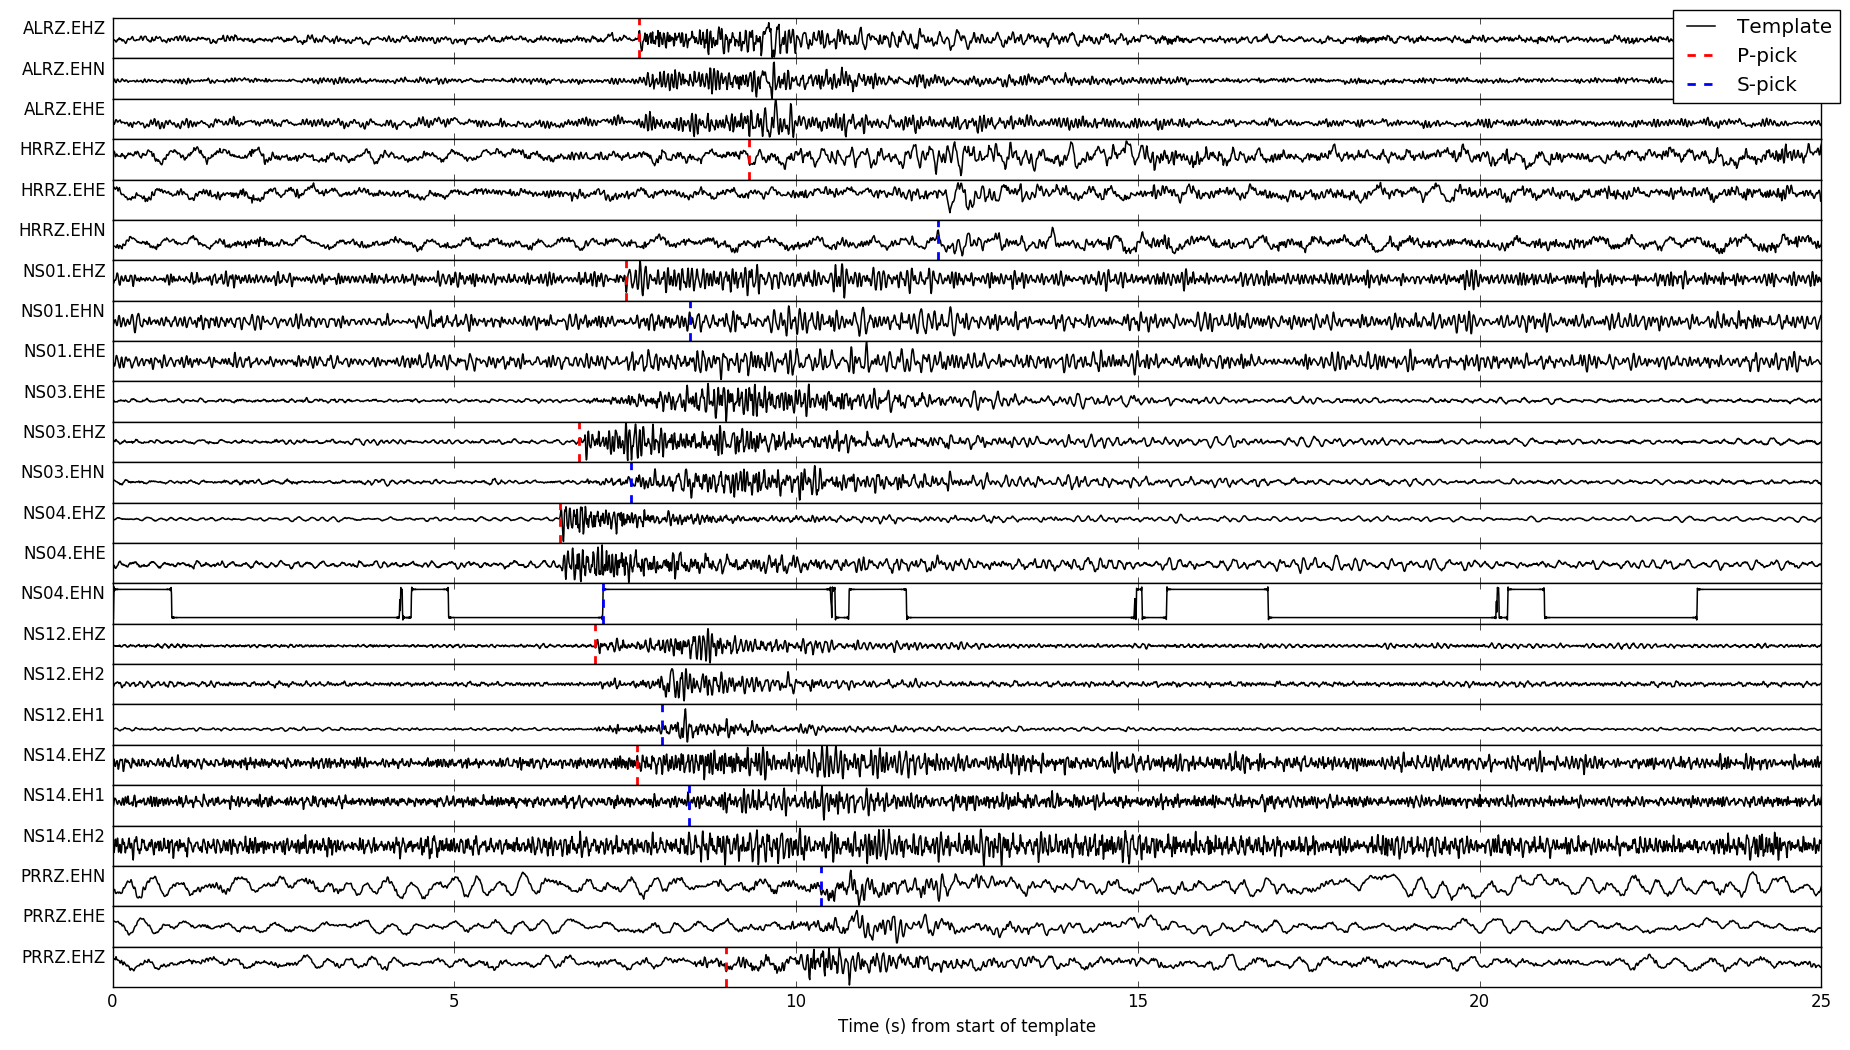 ALRZ.EHZ
ALRZ.EHN
ALRZ.EHE
HRRZ.EHZ
HRRZ.EHE
HRRZ.EHN
NS01.EHZ
NS01.EHN
NS01.EHE
NS03.EHE
NS03.EHZ
NS03.EHN
NS04.EHZ
NS04.EHE
NS04.EHN
NS12.EHZ
NS12.EH2
NS12.EH1
NS14.EHZ
NS14.EH1
NS14.EH2
PRRZ.EHN
PRRZ.EHE
PRRZ.EHZ
Template
P-pick
S-pick
0 5 10 15 20 25
Time (s) from start of template